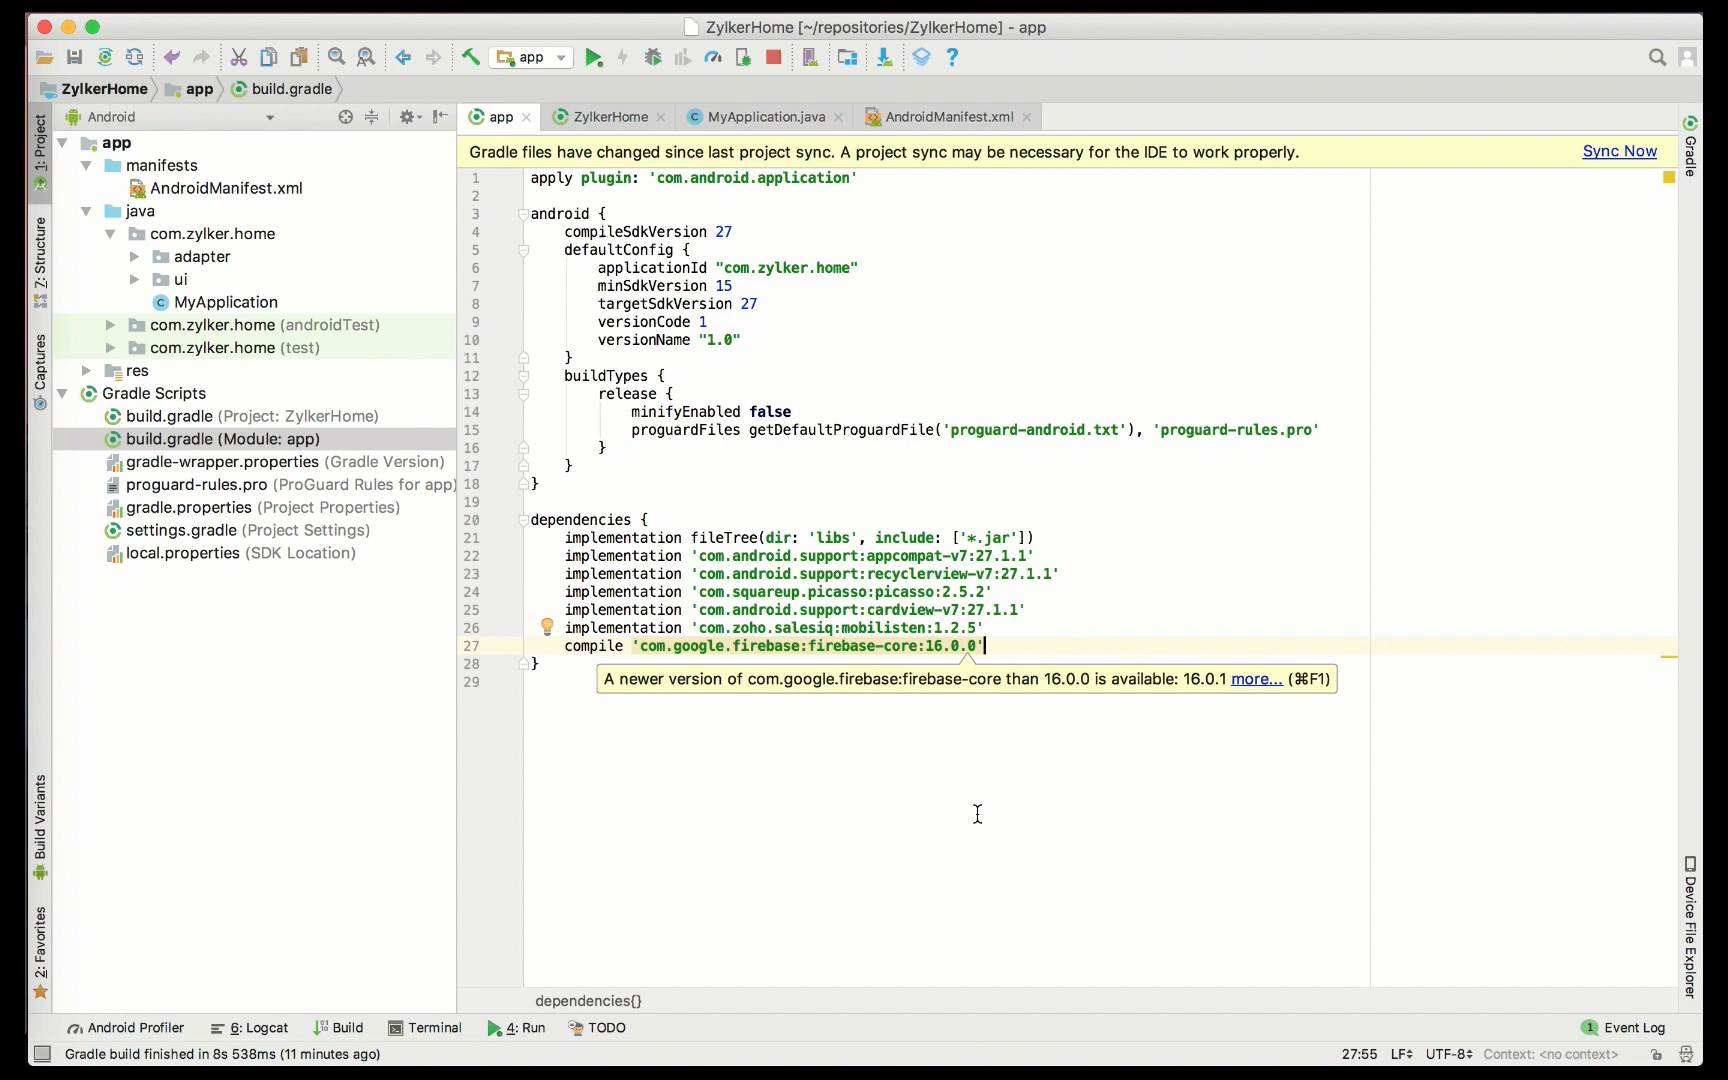 ZylkerHome [~/repositories/ZylkerHome] - app
app
ZylkerHome app build.gradle
1: Project
Z: Structure
Captures
Build Variants
2: Favorites
Android
app
manifests
AndroidManifest.xml
java
com.zylker.home
adapter
ui
MyApplication
com.zylker.home (androidTest)
com.zylker.home (test)
res
Gradle Scripts
build.gradle (Project: ZylkerHome)
build.gradle (Module: app)
gradle-wrapper.properties (Gradle Version)
proguard-rules.pro (ProGuard Rules for app)
gradle.properties (Project Properties)
settings.gradle (Project Settings)
local.properties (SDK Location)
app ZylkerHome MyApplication.java AndroidManifest.xml
Gradle files have changed since last project sync. A project sync may be necessary for the IDE to work properly. Sync Now
1 apply plugin: 'com.android.application'
2
3 android {
4 compileSdkVersion 27
5 defaultConfig {
6 applicationId "com.zylker.home"
7 minSdkVersion 15
8 targetSdkVersion 27
9 versionCode 1
10 versionName "1.0"
11 }
12 buildTypes {
13 release {
14 minifyEnabled false
15 proguardFiles getDefaultProguardFile('proguard-android.txt'), 'proguard-rules.pro'
16 }
17 }
18 }
19
20 dependencies {
21 implementation fileTree(dir: 'libs', include: ['*.jar'])
22 implementation 'com.android.support:appcompat-v7:27.1.1'
23 implementation 'com.android.support:recyclerview-v7:27.1.1'
24 implementation 'com.squareup.picasso:picasso:2.5.2'
25 implementation 'com.android.support:cardview-v7:27.1.1'
26 implementation 'com.zoho.salesiq:mobilisten:1.2.5'
27 compile 'com.google.firebase:firebase-core:16.0.0'
28 }
29
A newer version of com.google.firebase:firebase-core than 16.0.0 is available: 16.0.1 more... (⌘F1)
dependencies{}
Gradle
Device File Explorer
Android Profiler 6: Logcat Build Terminal 4: Run TODO 1 Event Log
Gradle build finished in 8s 538ms (11 minutes ago) 27:55 LF UTF-8 Context: <no context>